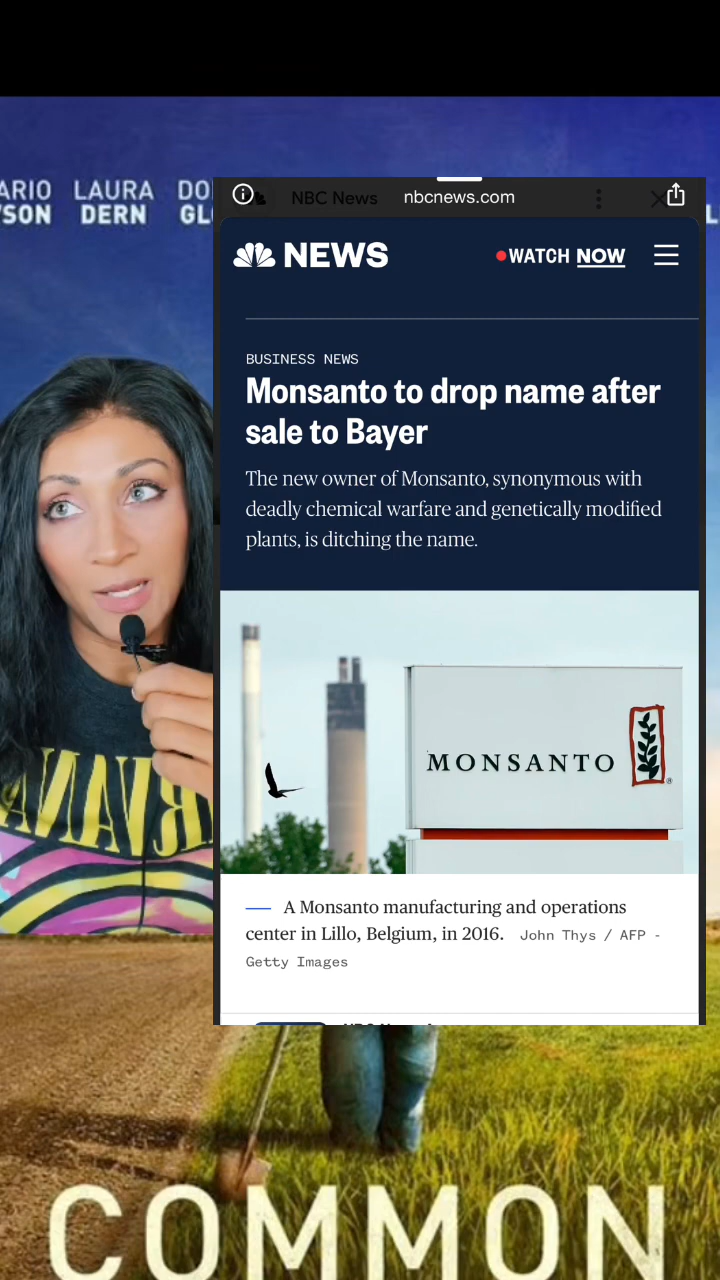 ARIO LAURA DO
SON DERN GL
NBC News nbcnews.com
NEWS
WATCH NOW
BUSINESS NEWS
Monsanto to drop name after
sale to Bayer
The new owner of Monsanto, synonymous with
deadly chemical warfare and genetically modified
plants, is ditching the name.
MONSANTO
A Monsanto manufacturing and operations
center in Lillo, Belgium, in 2016. John Thys / AFP -
Getty Images
COMMON